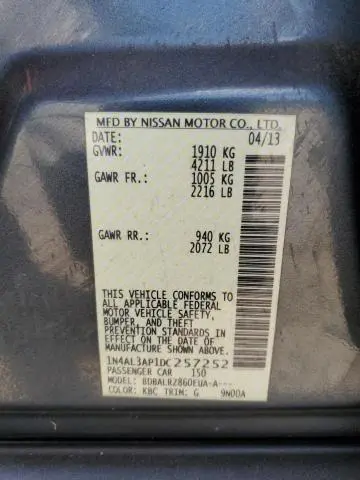 MFD BY NISSAN MOTOR CO., LTD.
DATE: 04/13
GVWR: 1910 KG
4211 LB
GAWR FR.: 1005 KG
2216 LB
GAWR RR.: 940 KG
2072 LB
THIS VEHICLE CONFORMS TO
ALL APPLICABLE FEDERAL
MOTOR VEHICLE SAFETY,
BUMPER, AND THEFT
PREVENTION STANDARDS IN
EFFECT ON THE DATE OF
MANUFACTURE SHOWN ABOVE.
1N4AL3AP1DC257252
PASSENGER CAR 150
MODEL: BDBALRZ860EUA-A---
COLOR: KBC TRIM: G 9N00A